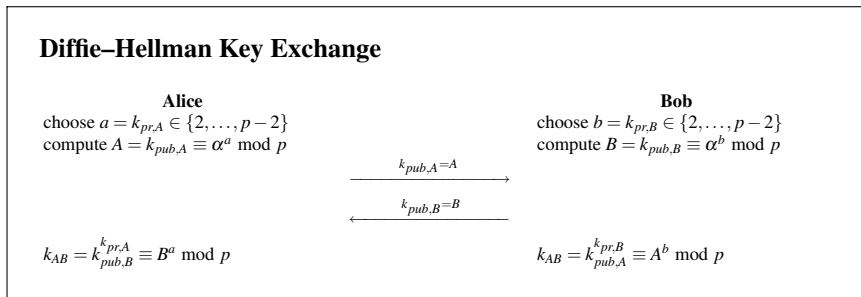 Diffie–Hellman Key Exchange
Alice Bob
choose a = k_{pr,A} ∈ {2,...,p−2} choose b = k_{pr,B} ∈ {2,...,p−2}
compute A = k_{pub,A} ≡ α^a mod p compute B = k_{pub,B} ≡ α^b mod p
k_{pub,A}=A
k_{pub,B}=B
k_{AB} = k_{pub,B}^{k_{pr,A}} ≡ B^a mod p k_{AB} = k_{pub,A}^{k_{pr,B}} ≡ A^b mod p